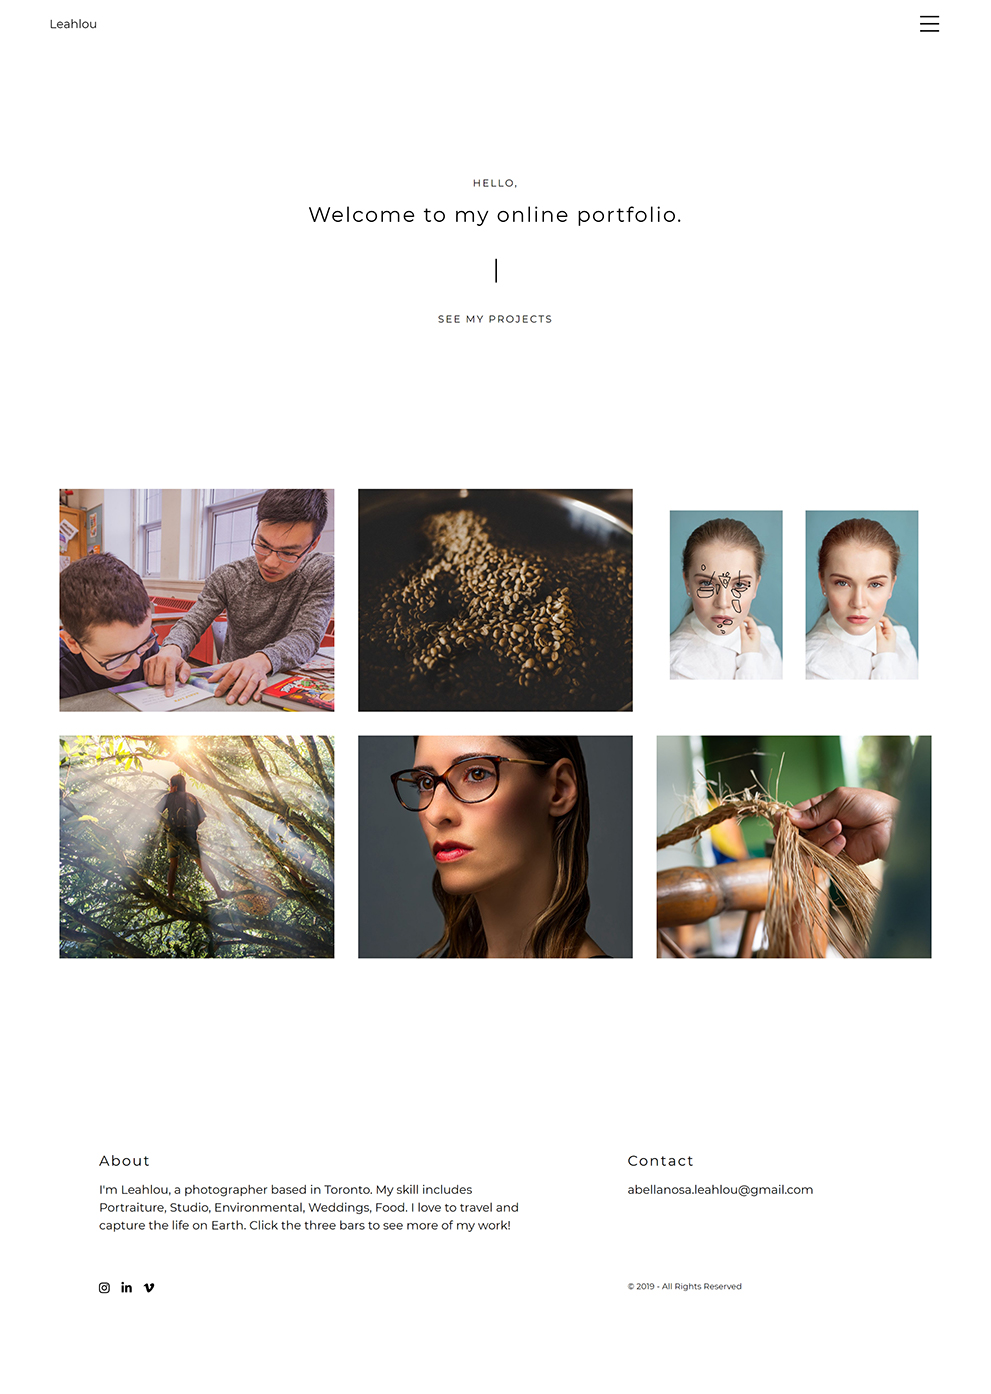 Leahlou
HELLO,
Welcome to my online portfolio.
SEE MY PROJECTS
About
I'm Leahlou, a photographer based in Toronto. My skill includes
Portraiture, Studio, Environmental, Weddings, Food. I love to travel and
capture the life on Earth. Click the three bars to see more of my work!
Contact
abellanosa.leahlou@gmail.com
© 2019 - All Rights Reserved